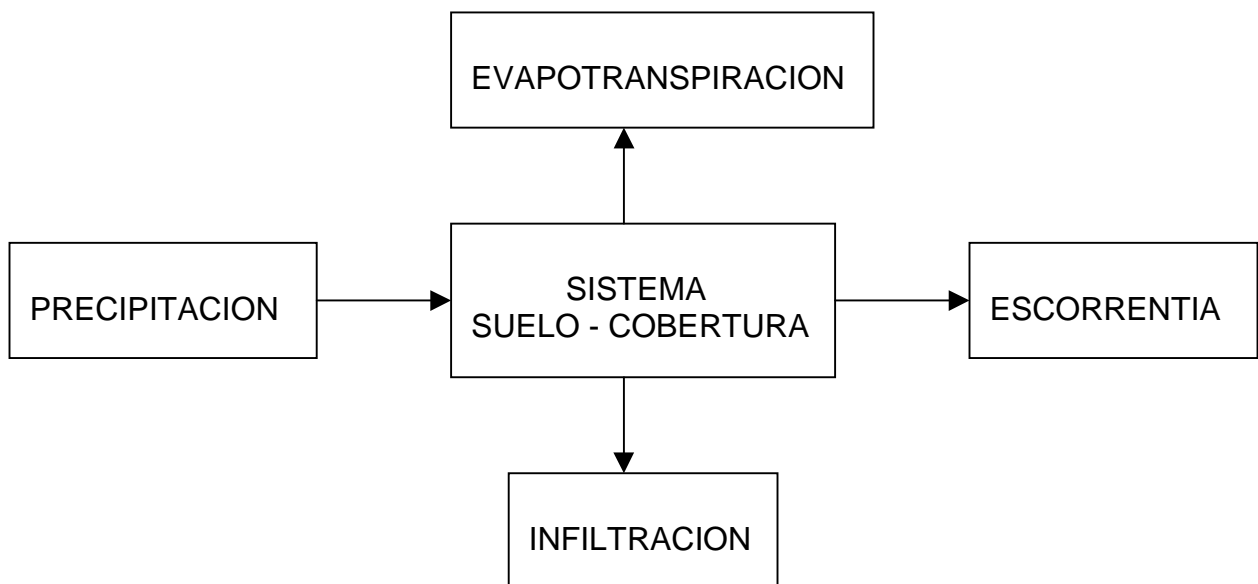 EVAPOTRANSPIRACION
PRECIPITACION
SISTEMA
SUELO - COBERTURA
ESCORRENTIA
INFILTRACION